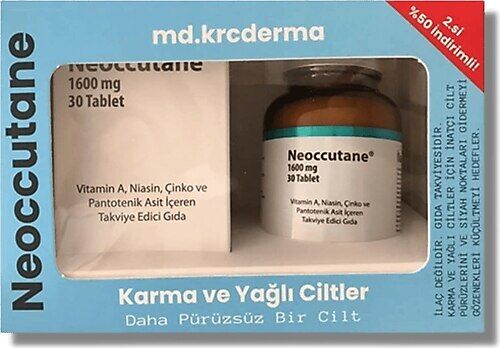 md.krcderma
2.si
%50 İndirimli!
Neoccutane
Neoccutane
1600 mg
30 Tablet
Vitamin A, Niasin, Çinko ve
Pantotenik Asit İçeren
Takviye Edici Gıda
Neoccutane®
1600 mg
30 Tablet
Vitamin A, Niasin, Çinko ve
Pantotenik Asit İçeren
Takviye Edici Gıda
İLAÇ DEĞİLDİR. GIDA TAKVİYESİDİR.
KARMA VE YAĞLI CİLTLER İÇİN İNATÇI CİLT
PÜRÜZLERİNİ VE SİYAH NOKTALARI GİDERMEYİ
GÖZENEKLERİ KÜÇÜLTMEYİ HEDEFLER.
Karma ve Yağlı Ciltler
Daha Pürüzsüz Bir Cilt